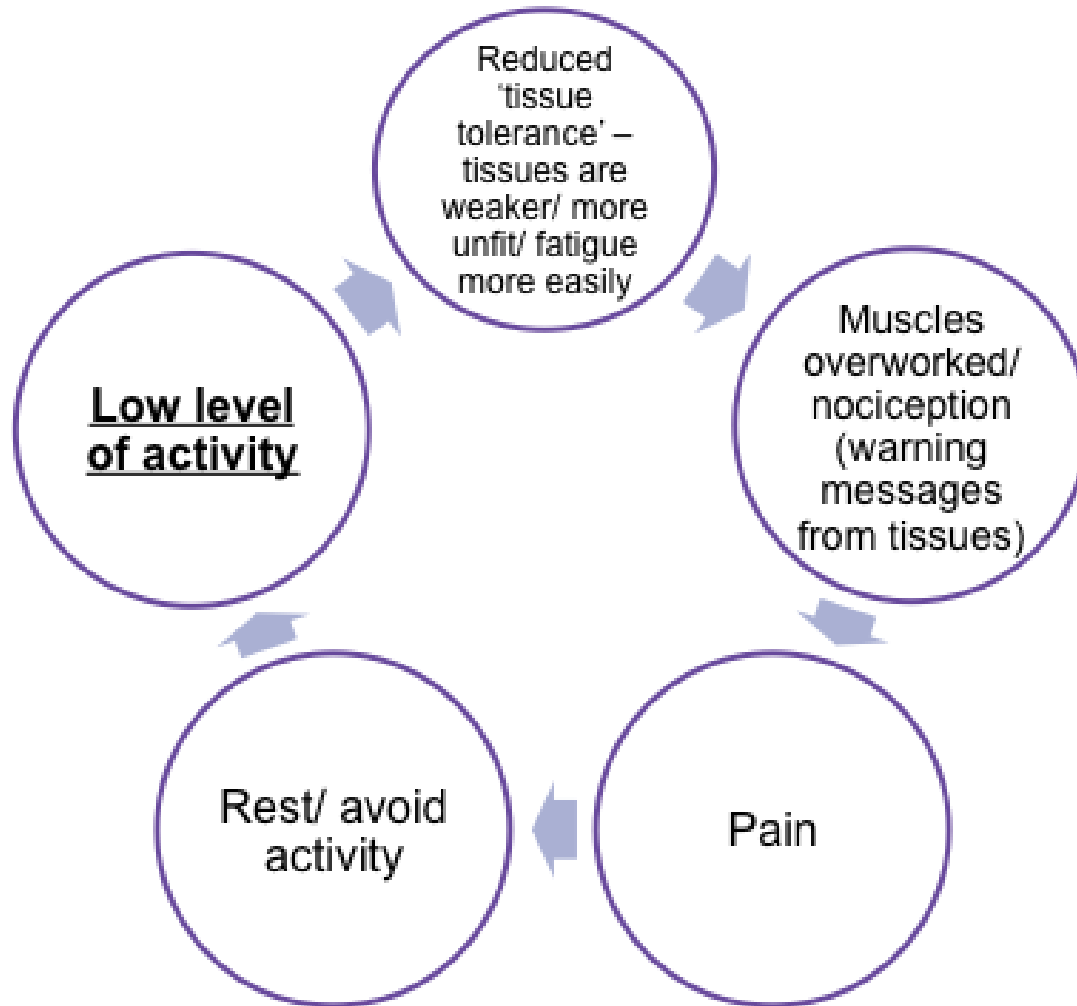 Reduced
‘tissue
tolerance’ –
tissues are
weaker/ more
unfit/ fatigue
more easily
Muscles
overworked/
nociception
(warning
messages
from tissues)
Pain
Rest/ avoid
activity
Low level
of activity